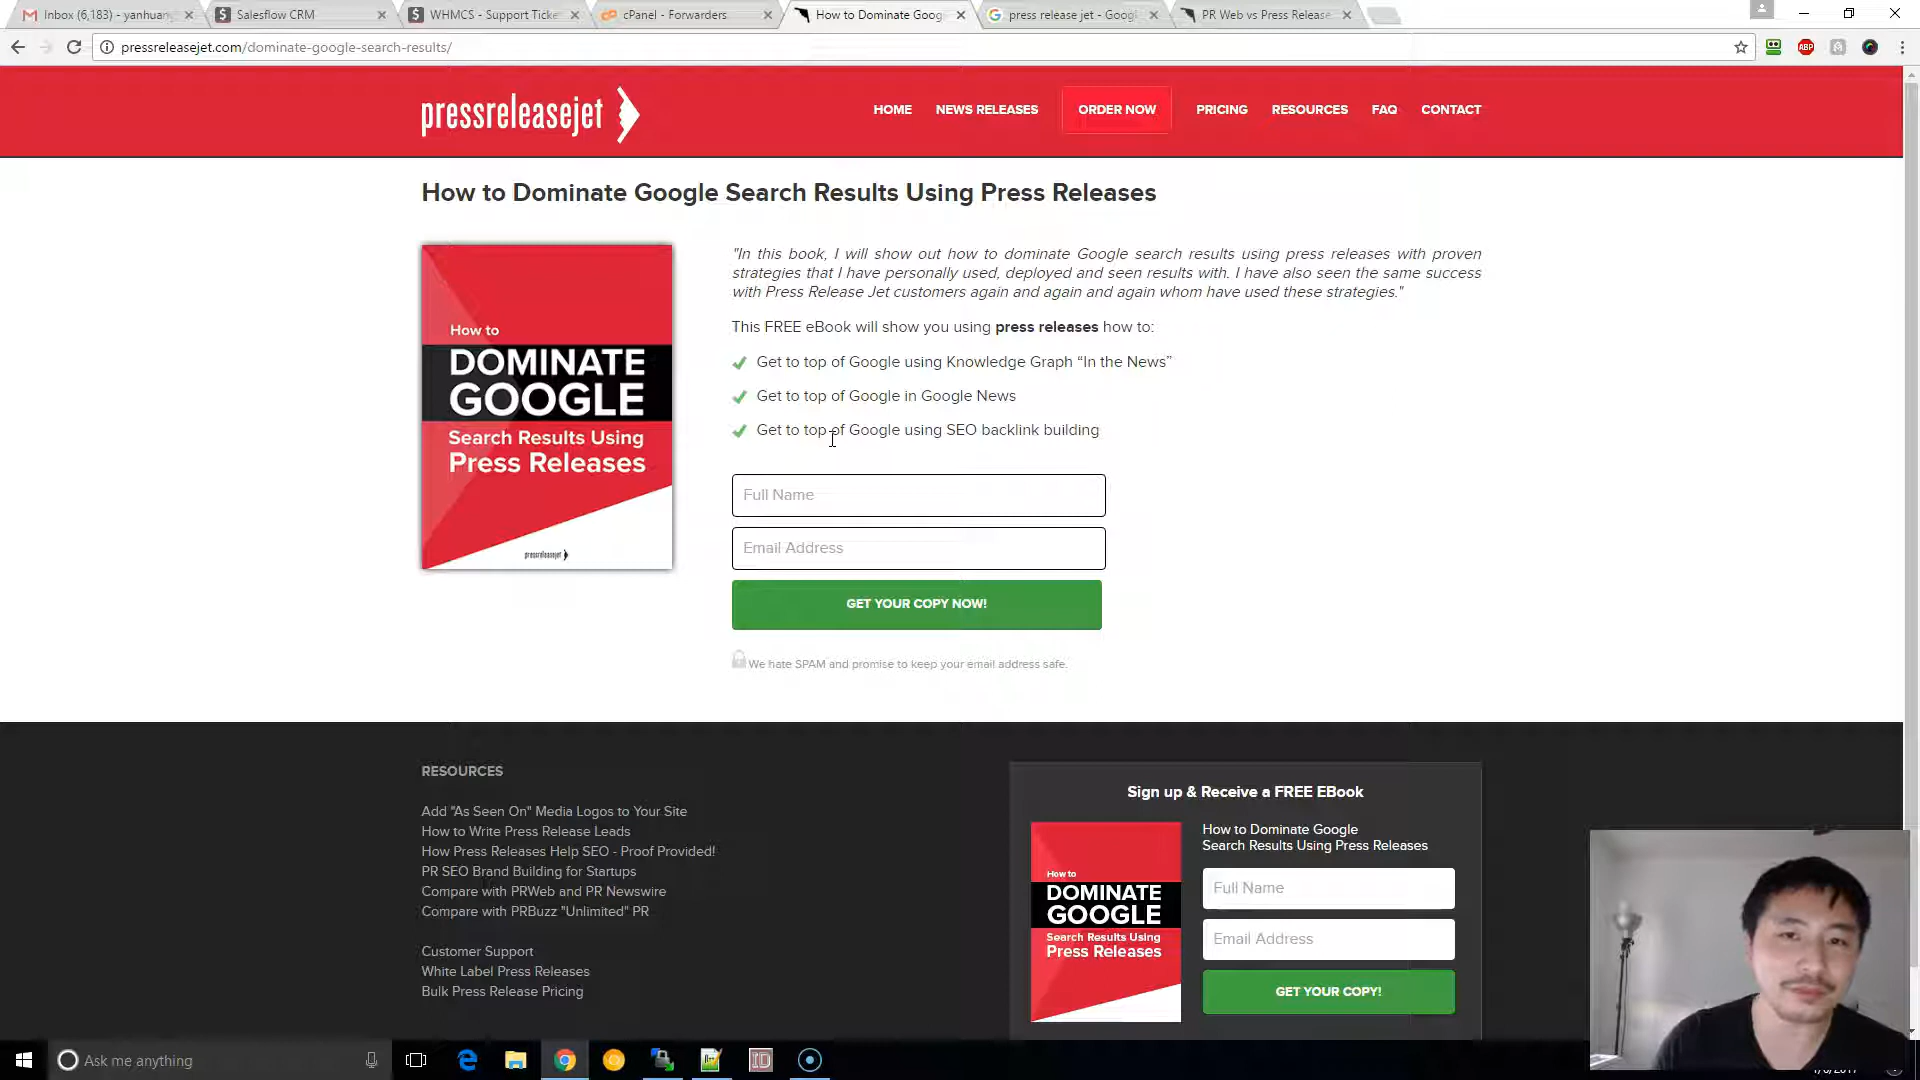 Inbox (6,183) - yanhuan
Salesflow CRM
WHMCS - Support Ticke
cPanel - Forwarders
How to Dominate Goog
press release jet - Googl
PR Web vs Press Release
pressreleasejet.com/dominate-google-search-results/
ABP
pressreleasejet
HOME
NEWS RELEASES
ORDER NOW
PRICING
RESOURCES
FAQ
CONTACT
How to Dominate Google Search Results Using Press Releases
How to
DOMINATE
GOOGLE
Search Results Using
Press Releases
pressreleasejet
"In this book, I will show out how to dominate Google search results using press releases with proven
strategies that I have personally used, deployed and seen results with. I have also seen the same success
with Press Release Jet customers again and again and again whom have used these strategies."
This FREE eBook will show you using press releases how to:
Get to top of Google using Knowledge Graph “In the News”
Get to top of Google in Google News
Get to top of Google using SEO backlink building
Full Name
Email Address
GET YOUR COPY NOW!
We hate SPAM and promise to keep your email address safe.
RESOURCES
Add "As Seen On" Media Logos to Your Site
How to Write Press Release Leads
How Press Releases Help SEO - Proof Provided!
PR SEO Brand Building for Startups
Compare with PRWeb and PR Newswire
Compare with PRBuzz "Unlimited" PR
Customer Support
White Label Press Releases
Bulk Press Release Pricing
Sign up & Receive a FREE EBook
How to
DOMINATE
GOOGLE
Search Results Using
Press Releases
How to Dominate Google
Search Results Using Press Releases
Full Name
Email Address
GET YOUR COPY!
Ask me anything